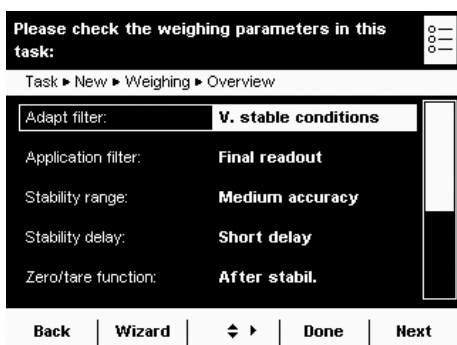 Please check the weighing parameters in this
task:
Task ▸ New ▸ Weighing ▸ Overview
Adapt filter: V. stable conditions
Application filter: Final readout
Stability range: Medium accuracy
Stability delay: Short delay
Zero/tare function: After stabil.
Back Wizard Done Next